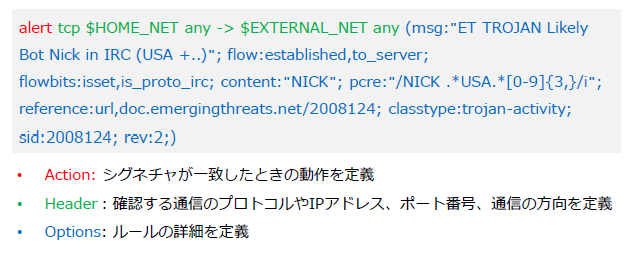 alert tcp $HOME_NET any -> $EXTERNAL_NET any (msg:"ET TROJAN Likely
Bot Nick in IRC (USA +..)"; flow:established,to_server;
flowbits:isset,is_proto_irc; content:"NICK"; pcre:"/NICK .*USA.*[0-9]{3,}/i";
reference:url,doc.emergingthreats.net/2008124; classtype:trojan-activity;
sid:2008124; rev:2;)
• Action: シグネチャが一致したときの動作を定義
• Header : 確認する通信のプロトコルやIPアドレス、ポート番号、通信の方向を定義
• Options: ルールの詳細を定義